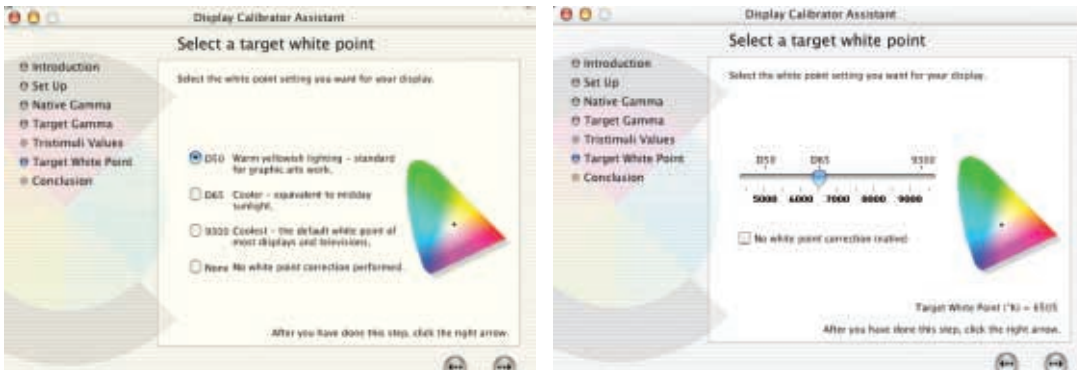 Display Calibrator Assistant
Select a target white point
Introduction
Set Up
Native Gamma
Target Gamma
Tristimuli Values
Target White Point
Conclusion
Select the white point setting you want for your display.
D50 Warm yellowish lighting - standard
for graphic arts work.
D65 Cooler - equivalent to midday
sunlight.
9300 Coolest - the default white point of
most displays and televisions.
None No white point correction performed.
After you have done this step, click the right arrow.
Display Calibrator Assistant
Select a target white point
Introduction
Set Up
Native Gamma
Target Gamma
Tristimuli Values
Target White Point
Conclusion
Select the white point setting you want for your display.
D50 D65 9300
5000 6000 7000 8000 9000
No white point correction (native)
Target White Point (°K) = 6505
After you have done this step, click the right arrow.